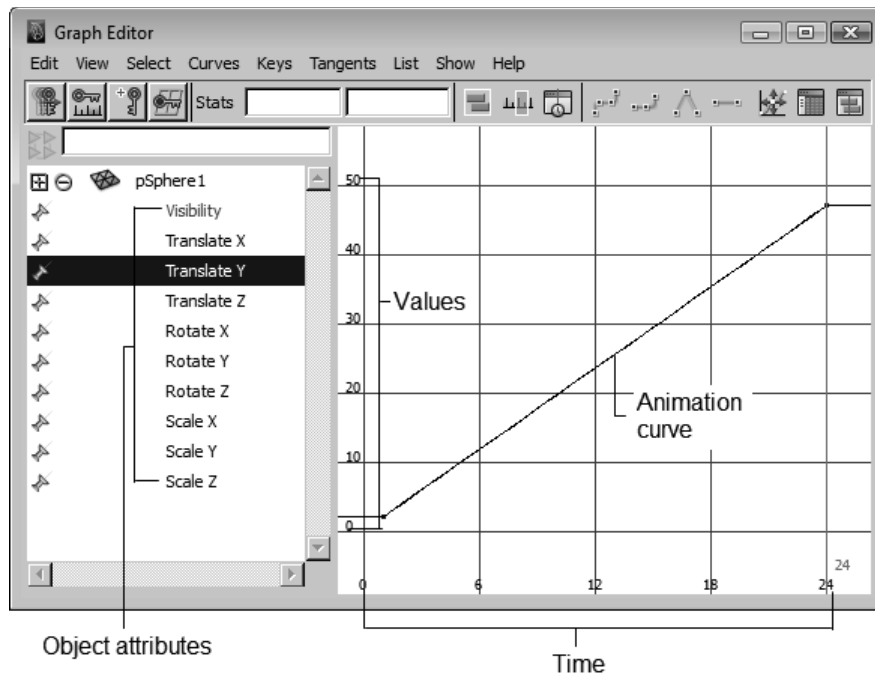 Graph Editor
Edit View Select Curves Keys Tangents List Show Help
Stats
pSphere1
Visibility
Translate X
Translate Y
Translate Z
Rotate X
Rotate Y
Rotate Z
Scale X
Scale Y
Scale Z
50
40
30
20
10
0
Values
Animation
curve
24
0 6 12 18 24
Object attributes
Time